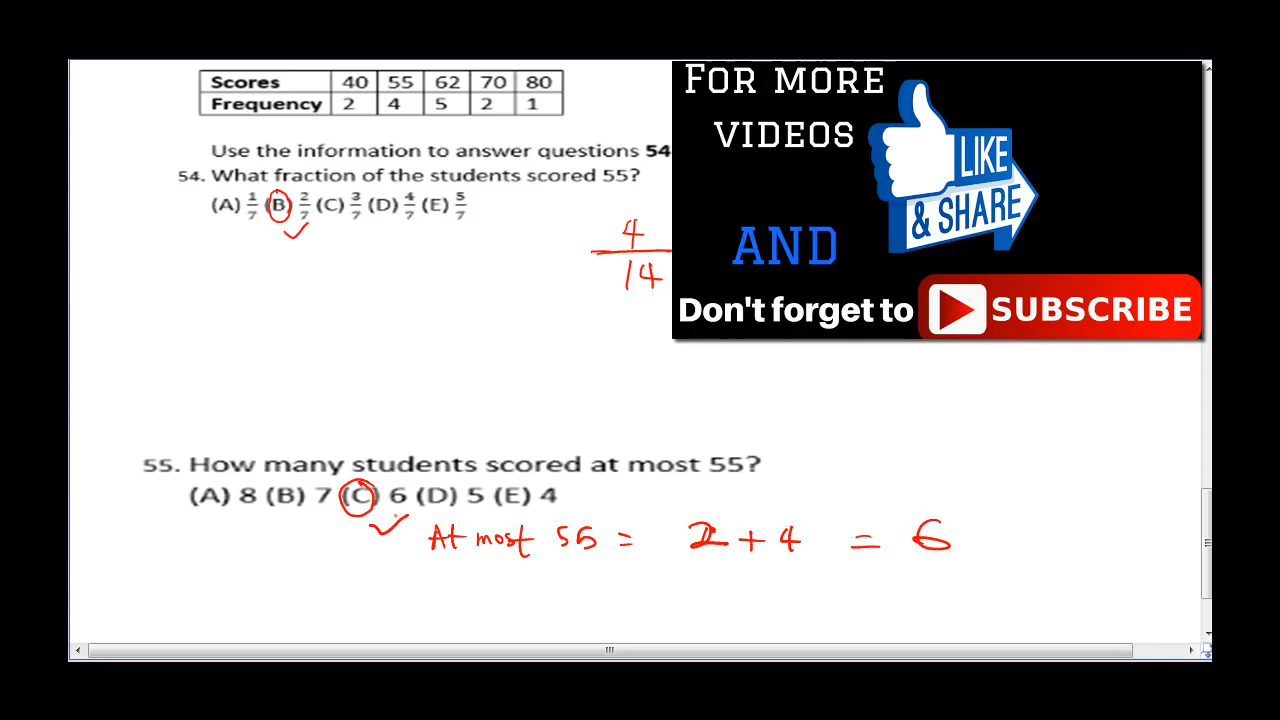 Scores 40 55 62 70 80
Frequency 2 4 5 2 1
Use the information to answer questions 54
54. What fraction of the students scored 55?
(A) 1/7 (B) 2/7 (C) 3/7 (D) 4/7 (E) 5/7
4
14
FOR MORE
VIDEOS
LIKE
& SHARE
AND
Don't forget to SUBSCRIBE
55. How many students scored at most 55?
(A) 8 (B) 7 (C) 6 (D) 5 (E) 4
At most 55 = 2 + 4 = 6